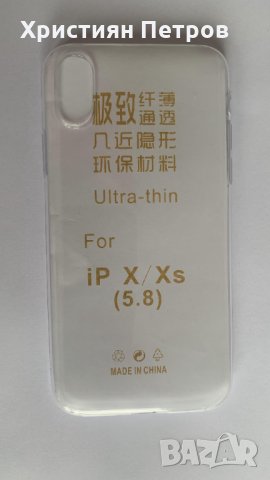 Християн Петров
极致纤薄
通透
几近隐形
环保材料
Ultra-thin
For
iP X/Xs
(5.8)
MADE IN CHINA
BAZAR